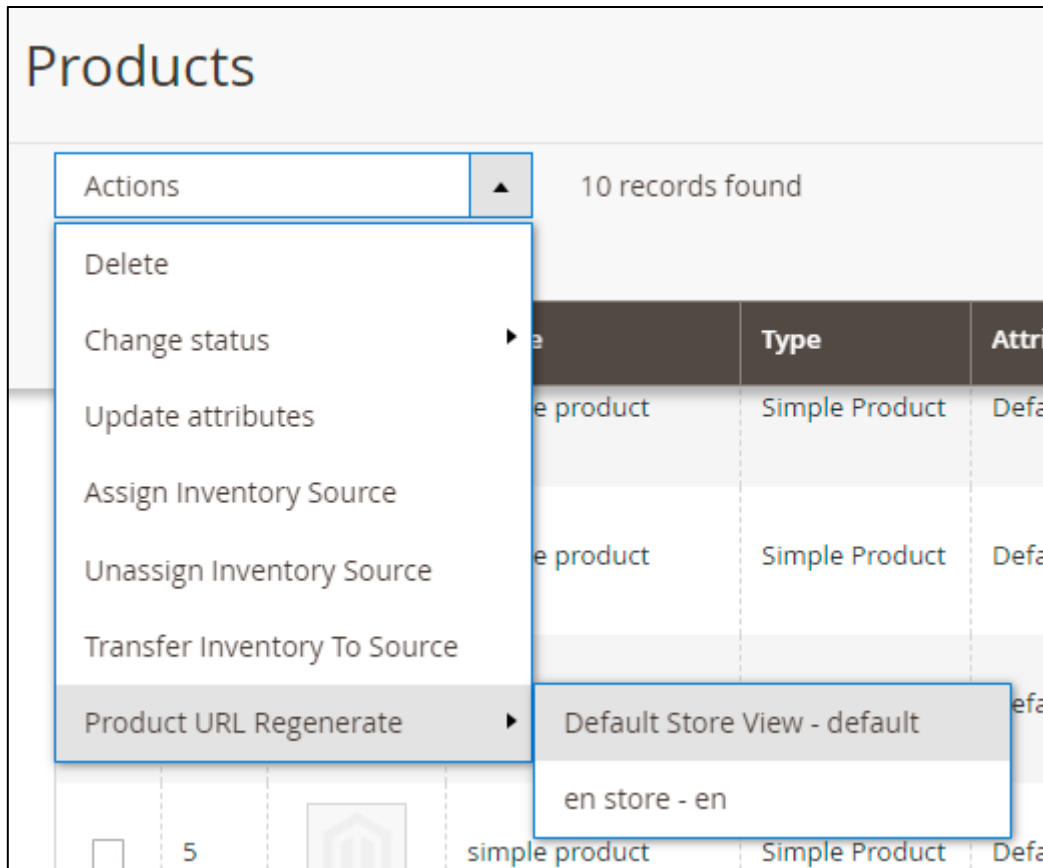 Products
Actions
10 records found
Delete
Change status
Update attributes
Assign Inventory Source
Unassign Inventory Source
Transfer Inventory To Source
Product URL Regenerate
Default Store View - default
en store - en
Type
product
Simple Product
product
Simple Product
5
simple product
Simple Product